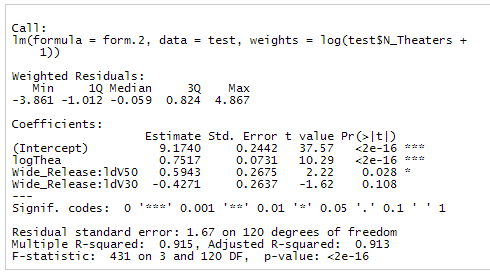 Call:
lm(formula = form.2, data = test, weights = log(test$N_Theaters +
1))
Weighted Residuals:
Min 1Q Median 3Q Max
-3.861 -1.012 -0.059 0.824 4.867
Coefficients:
Estimate Std. Error t value Pr(>|t|)
(Intercept) 9.1740 0.2442 37.57 <2e-16 ***
logThea 0.7517 0.0731 10.29 <2e-16 ***
Wide_Release:ldV50 0.5943 0.2675 2.22 0.028 *
Wide_Release:ldV30 -0.4271 0.2637 -1.62 0.108
---
Signif. codes: 0 '***' 0.001 '**' 0.01 '*' 0.05 '.' 0.1 ' ' 1
Residual standard error: 1.67 on 120 degrees of freedom
Multiple R-squared: 0.915, Adjusted R-squared: 0.913
F-statistic: 431 on 3 and 120 DF, p-value: <2e-16